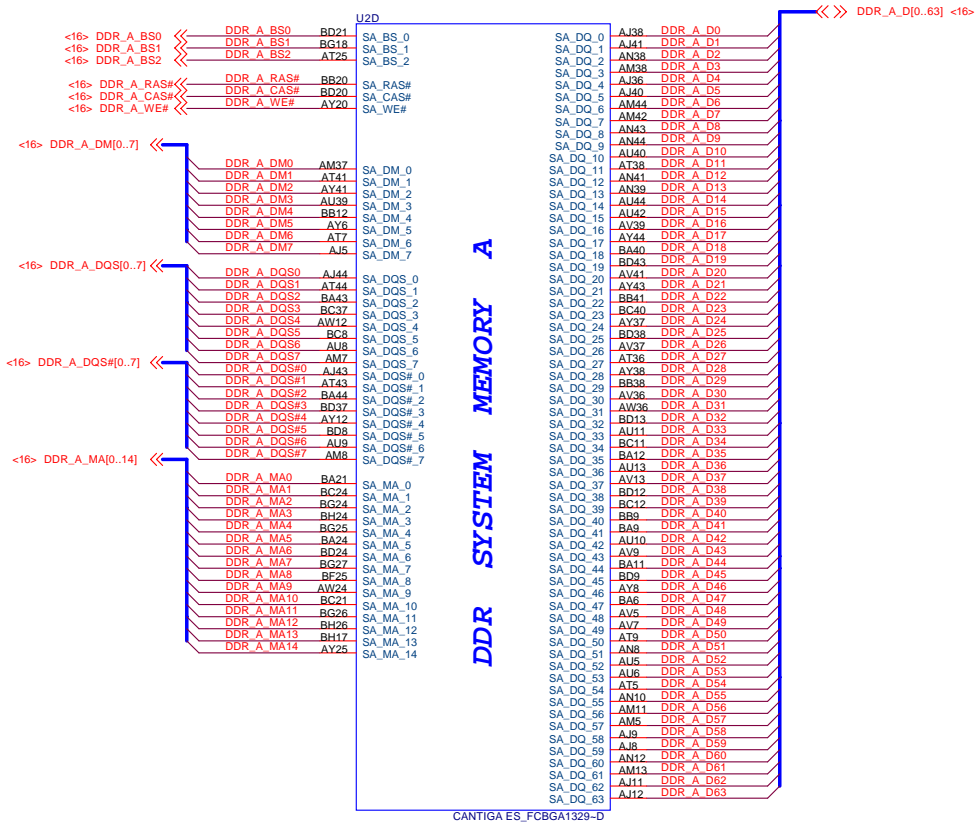 U2D
DDR_A_D[0..63] <16>
<16> DDR_A_BS0 DDR_A_BS0 BD21 SA_BS_0
<16> DDR_A_BS1 DDR_A_BS1 BG18 SA_BS_1
<16> DDR_A_BS2 DDR_A_BS2 AT25 SA_BS_2
<16> DDR_A_RAS# DDR_A_RAS# BB20 SA_RAS#
<16> DDR_A_CAS# DDR_A_CAS# BD20 SA_CAS#
<16> DDR_A_WE# DDR_A_WE# AY20 SA_WE#
<16> DDR_A_DM[0..7]
DDR_A_DM0 AM37 SA_DM_0
DDR_A_DM1 AT41 SA_DM_1
DDR_A_DM2 AY41 SA_DM_2
DDR_A_DM3 AU39 SA_DM_3
DDR_A_DM4 BB12 SA_DM_4
DDR_A_DM5 AY6 SA_DM_5
DDR_A_DM6 AT7 SA_DM_6
DDR_A_DM7 AJ5 SA_DM_7
<16> DDR_A_DQS[0..7]
DDR_A_DQS0 AJ44 SA_DQS_0
DDR_A_DQS1 AT44 SA_DQS_1
DDR_A_DQS2 BA43 SA_DQS_2
DDR_A_DQS3 BC37 SA_DQS_3
DDR_A_DQS4 AW12 SA_DQS_4
DDR_A_DQS5 BC8 SA_DQS_5
DDR_A_DQS6 AU8 SA_DQS_6
DDR_A_DQS7 AM7 SA_DQS_7
<16> DDR_A_DQS#[0..7]
DDR_A_DQS#0 AJ43 SA_DQS#_0
DDR_A_DQS#1 AT43 SA_DQS#_1
DDR_A_DQS#2 BA44 SA_DQS#_2
DDR_A_DQS#3 BD37 SA_DQS#_3
DDR_A_DQS#4 AY12 SA_DQS#_4
DDR_A_DQS#5 BD8 SA_DQS#_5
DDR_A_DQS#6 AU9 SA_DQS#_6
DDR_A_DQS#7 AM8 SA_DQS#_7
<16> DDR_A_MA[0..14]
DDR_A_MA0 BA21 SA_MA_0
DDR_A_MA1 BC24 SA_MA_1
DDR_A_MA2 BG24 SA_MA_2
DDR_A_MA3 BH24 SA_MA_3
DDR_A_MA4 BG25 SA_MA_4
DDR_A_MA5 BA24 SA_MA_5
DDR_A_MA6 BD24 SA_MA_6
DDR_A_MA7 BG27 SA_MA_7
DDR_A_MA8 BF25 SA_MA_8
DDR_A_MA9 AW24 SA_MA_9
DDR_A_MA10 BC21 SA_MA_10
DDR_A_MA11 BG26 SA_MA_11
DDR_A_MA12 BH26 SA_MA_12
DDR_A_MA13 BH17 SA_MA_13
DDR_A_MA14 AY25 SA_MA_14
DDR SYSTEM MEMORY A
SA_DQ_0 AJ38 DDR_A_D0
SA_DQ_1 AJ41 DDR_A_D1
SA_DQ_2 AN38 DDR_A_D2
SA_DQ_3 AM38 DDR_A_D3
SA_DQ_4 AJ36 DDR_A_D4
SA_DQ_5 AJ40 DDR_A_D5
SA_DQ_6 AM44 DDR_A_D6
SA_DQ_7 AM42 DDR_A_D7
SA_DQ_8 AN43 DDR_A_D8
SA_DQ_9 AN44 DDR_A_D9
SA_DQ_10 AU40 DDR_A_D10
SA_DQ_11 AT38 DDR_A_D11
SA_DQ_12 AN41 DDR_A_D12
SA_DQ_13 AN39 DDR_A_D13
SA_DQ_14 AU44 DDR_A_D14
SA_DQ_15 AU42 DDR_A_D15
SA_DQ_16 AV39 DDR_A_D16
SA_DQ_17 AY44 DDR_A_D17
SA_DQ_18 BA40 DDR_A_D18
SA_DQ_19 BD43 DDR_A_D19
SA_DQ_20 AV41 DDR_A_D20
SA_DQ_21 AY43 DDR_A_D21
SA_DQ_22 BB41 DDR_A_D22
SA_DQ_23 BC40 DDR_A_D23
SA_DQ_24 AY37 DDR_A_D24
SA_DQ_25 BD38 DDR_A_D25
SA_DQ_26 AV37 DDR_A_D26
SA_DQ_27 AT36 DDR_A_D27
SA_DQ_28 AY38 DDR_A_D28
SA_DQ_29 BB38 DDR_A_D29
SA_DQ_30 AV36 DDR_A_D30
SA_DQ_31 AW36 DDR_A_D31
SA_DQ_32 BD13 DDR_A_D32
SA_DQ_33 AU11 DDR_A_D33
SA_DQ_34 BC11 DDR_A_D34
SA_DQ_35 BA12 DDR_A_D35
SA_DQ_36 AU13 DDR_A_D36
SA_DQ_37 AV13 DDR_A_D37
SA_DQ_38 BD12 DDR_A_D38
SA_DQ_39 BC12 DDR_A_D39
SA_DQ_40 BB9 DDR_A_D40
SA_DQ_41 BA9 DDR_A_D41
SA_DQ_42 AU10 DDR_A_D42
SA_DQ_43 AV9 DDR_A_D43
SA_DQ_44 BA11 DDR_A_D44
SA_DQ_45 BD9 DDR_A_D45
SA_DQ_46 AY8 DDR_A_D46
SA_DQ_47 BA6 DDR_A_D47
SA_DQ_48 AV5 DDR_A_D48
SA_DQ_49 AV7 DDR_A_D49
SA_DQ_50 AT9 DDR_A_D50
SA_DQ_51 AN8 DDR_A_D51
SA_DQ_52 AU5 DDR_A_D52
SA_DQ_53 AU6 DDR_A_D53
SA_DQ_54 AT5 DDR_A_D54
SA_DQ_55 AN10 DDR_A_D55
SA_DQ_56 AM11 DDR_A_D56
SA_DQ_57 AM5 DDR_A_D57
SA_DQ_58 AJ9 DDR_A_D58
SA_DQ_59 AJ8 DDR_A_D59
SA_DQ_60 AN12 DDR_A_D60
SA_DQ_61 AM13 DDR_A_D61
SA_DQ_62 AJ11 DDR_A_D62
SA_DQ_63 AJ12 DDR_A_D63
CANTIGA ES_FCBGA1329~D